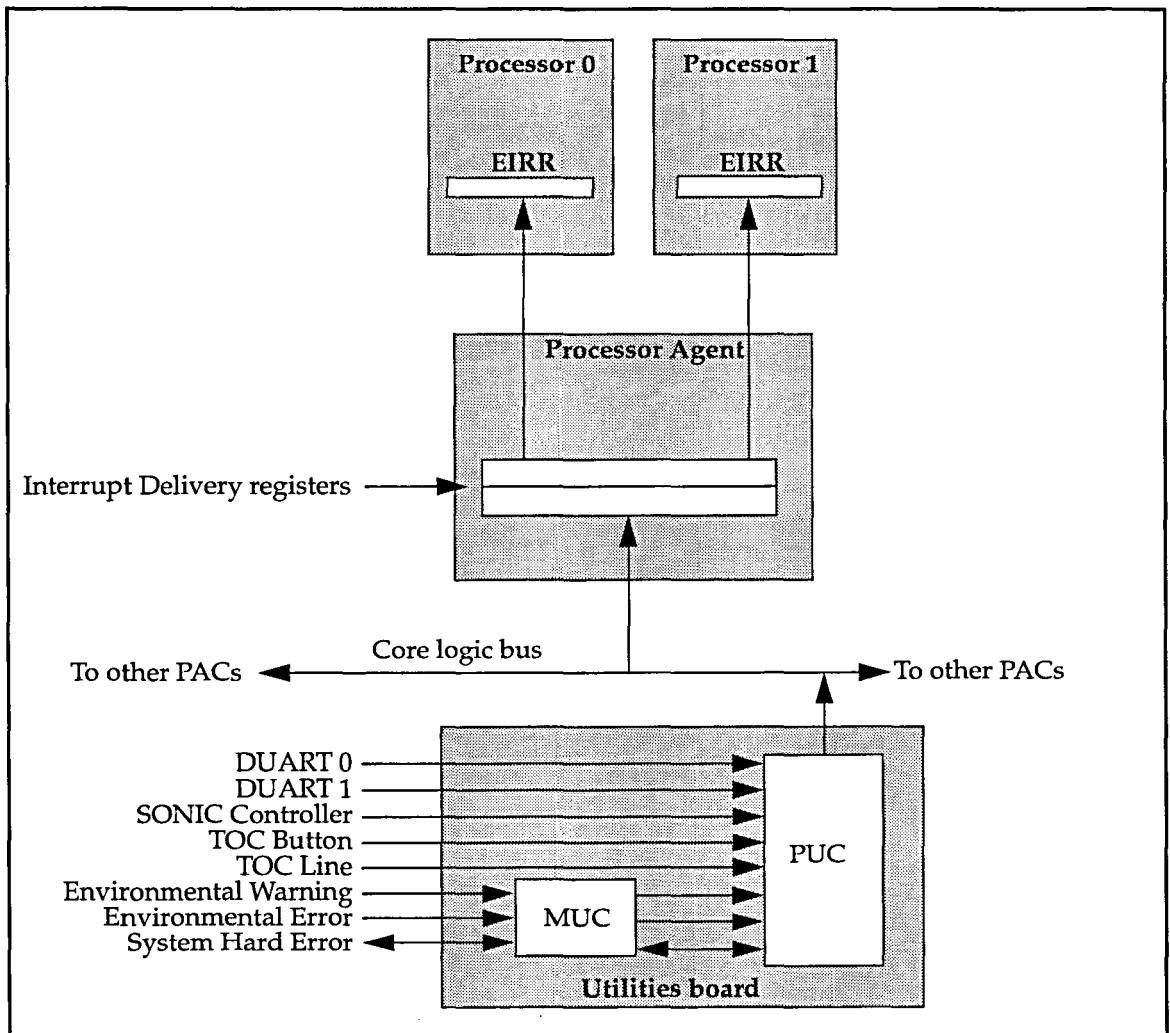 Processor 0
Processor 1
EIRR
EIRR
Processor Agent
Interrupt Delivery registers
Core logic bus
To other PACs
To other PACs
DUART 0
DUART 1
SONIC Controller
TOC Button
PUC
TOC Line
Environmental Warning
MUC
Environmental Error
System Hard Error
Utilities board